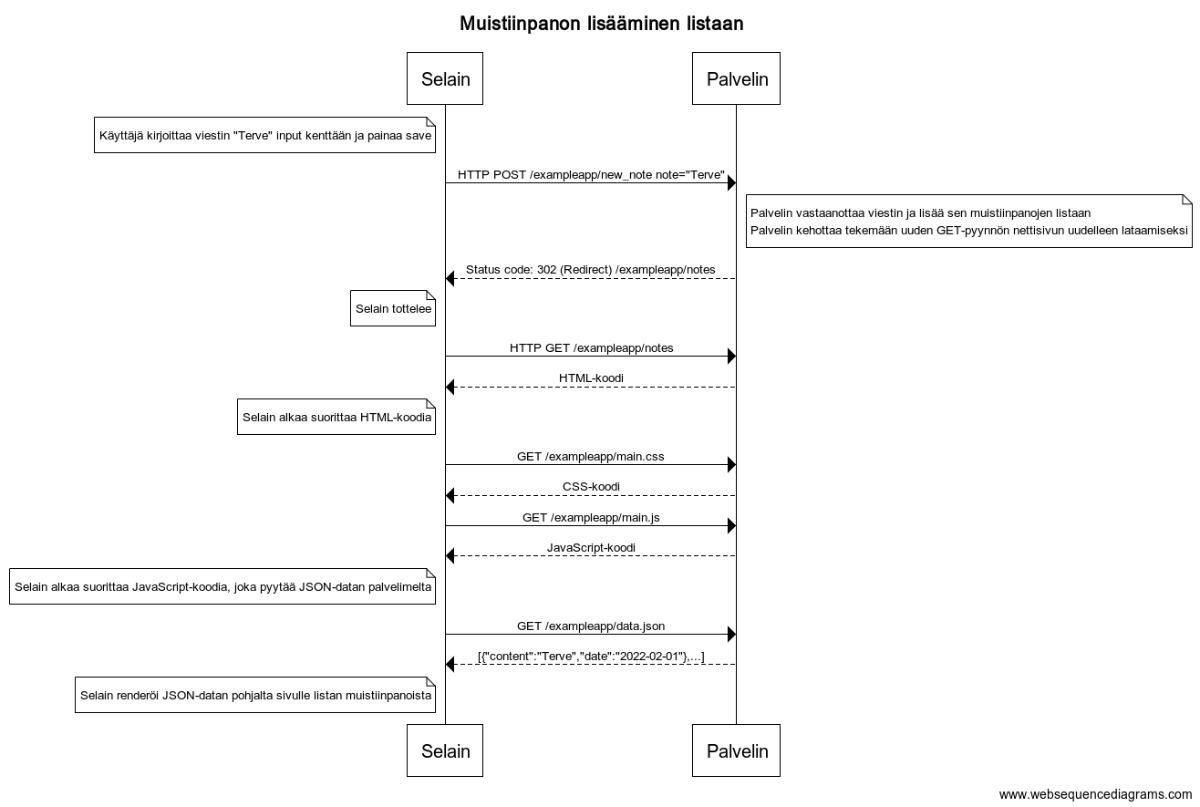 Muistiinpanon lisääminen listaan
Selain
Palvelin
Käyttäjä kirjoittaa viestin "Terve" input kenttään ja painaa save
HTTP POST /exampleapp/new_note note="Terve"
Palvelin vastaanottaa viestin ja lisää sen muistiinpanojen listaan
Palvelin kehottaa tekemään uuden GET-pyynnön nettisivun uudelleen lataamiseksi
Status code: 302 (Redirect) /exampleapp/notes
Selain tottelee
HTTP GET /exampleapp/notes
HTML-koodi
Selain alkaa suorittaa HTML-koodia
GET /exampleapp/main.css
CSS-koodi
GET /exampleapp/main.js
JavaScript-koodi
Selain alkaa suorittaa JavaScript-koodia, joka pyytää JSON-datan palvelimelta
GET /exampleapp/data.json
[{"content":"Terve","date":"2022-02-01"},...]
Selain renderöi JSON-datan pohjalta sivulle listan muistiinpanoista
Selain
Palvelin
www.websequencediagrams.com